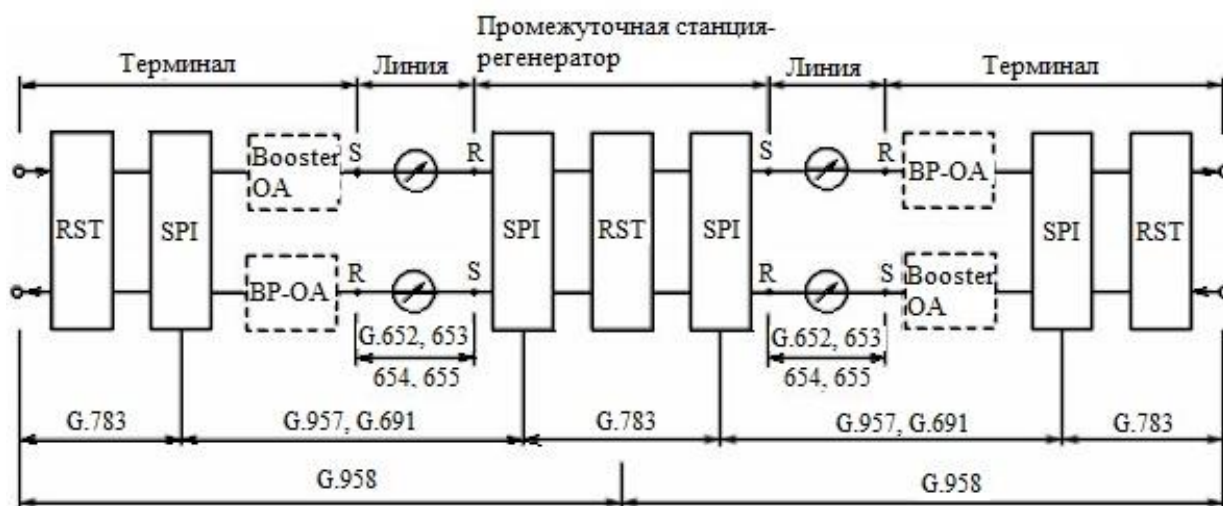 Промежуточная станция-
регенератор
Терминал
Линия
Линия
Терминал
Booster
OA
S
R
S
R
BP-OA
RST
SPI
SPI
RST
SPI
SPI
RST
BP-OA
R
S
R
S
Booster
OA
G.652, 653
654, 655
G.652, 653
654, 655
G.783
G.957, G.691
G.783
G.957, G.691
G.783
G.958
G.958